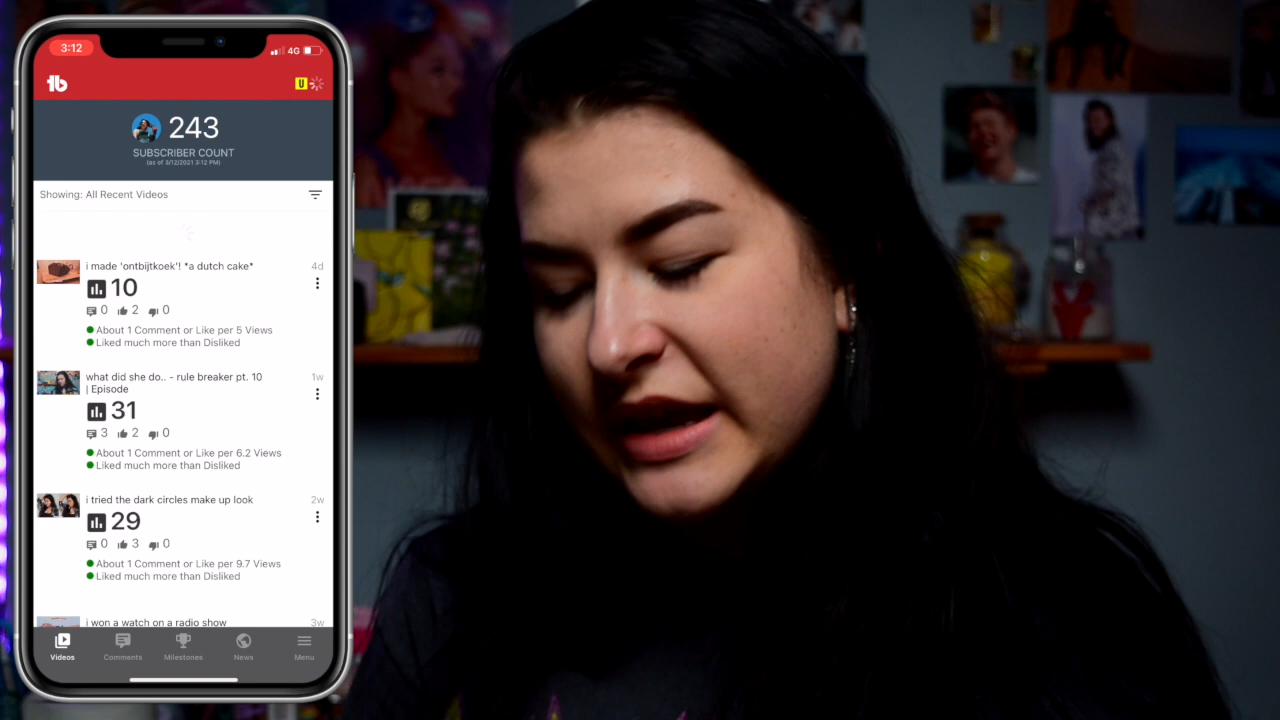 3:12
4G
tb
U
243
SUBSCRIBER COUNT
(as of 3/12/2021 3:12 PM)
Showing: All Recent Videos
i made 'ontbijtkoek'! *a dutch cake*
4d
10
0 2 0
About 1 Comment or Like per 5 Views
Liked much more than Disliked
what did she do.. - rule breaker pt. 10
1w
| Episode
31
3 2 0
About 1 Comment or Like per 6.2 Views
Liked much more than Disliked
i tried the dark circles make up look
2w
29
0 3 0
About 1 Comment or Like per 9.7 Views
Liked much more than Disliked
i won a watch on a radio show
3w
Videos Comments Milestones News Menu